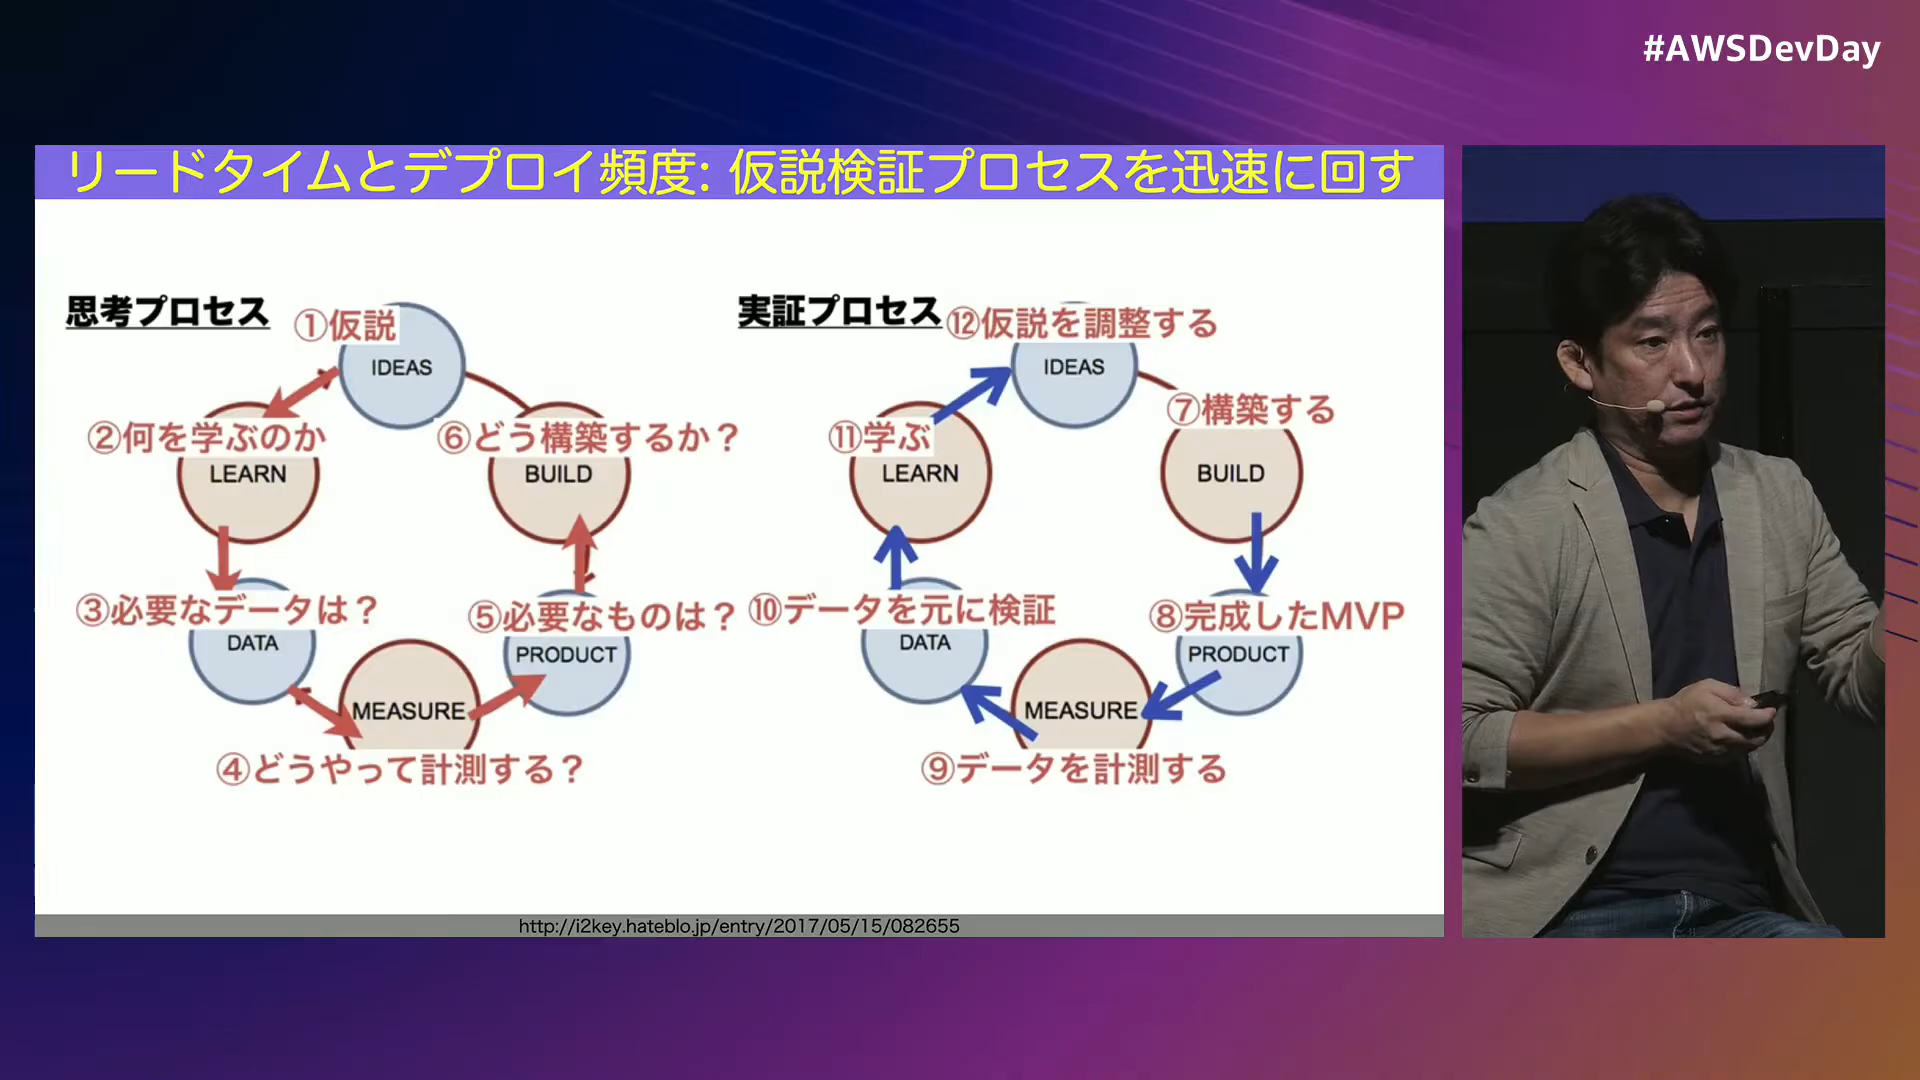 #AWSDevDay
リードタイムとデプロイ頻度: 仮説検証プロセスを迅速に回す
思考プロセス
①仮説
IDEAS
②何を学ぶのか
LEARN
⑥どう構築するか？
BUILD
③必要なデータは？
DATA
⑤必要なものは？
PRODUCT
MEASURE
④どうやって計測する？
実証プロセス
⑫仮説を調整する
IDEAS
⑪学ぶ
LEARN
⑦構築する
BUILD
⑩データを元に検証
DATA
⑧完成したMVP
PRODUCT
MEASURE
⑨データを計測する
http://i2key.hateblo.jp/entry/2017/05/15/082655